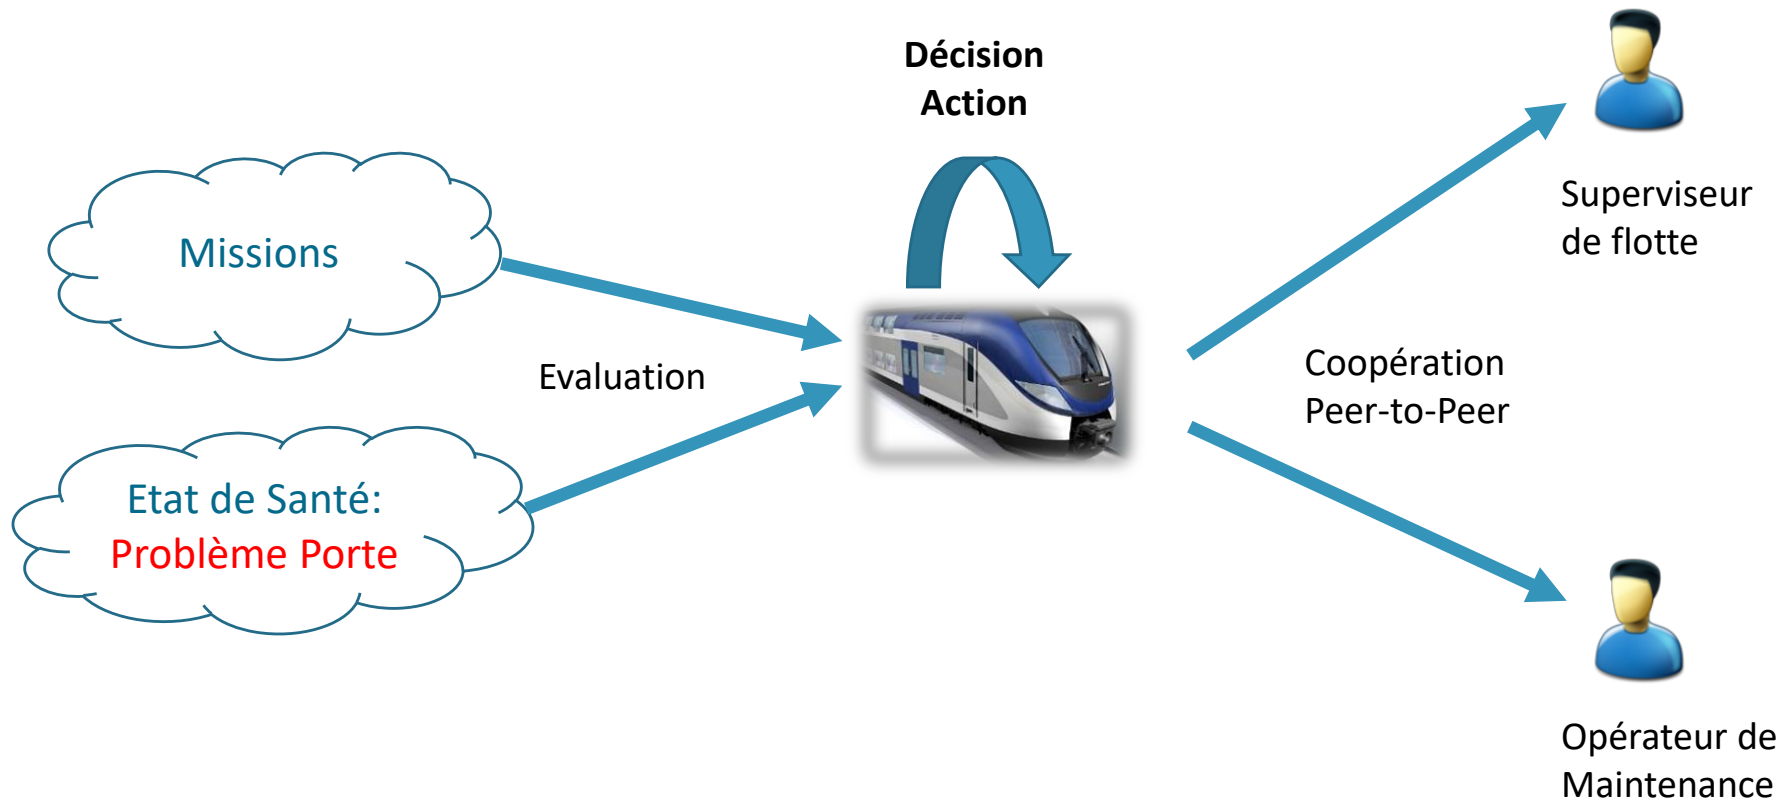 Décision
Action
Missions
Evaluation
Etat de Santé:
Problème Porte
Coopération
Peer-to-Peer
Superviseur
de flotte
Opérateur de
Maintenance